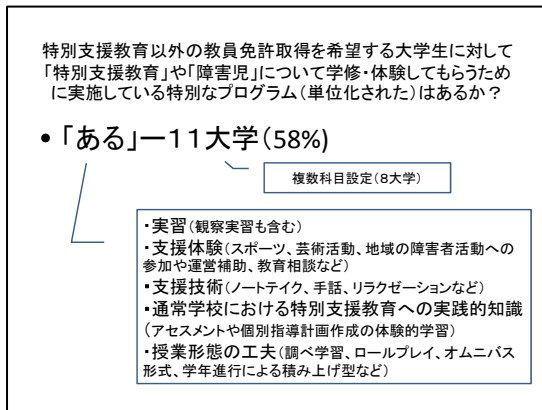 特別支援教育以外の教員免許取得を希望する大学生に対して
「特別支援教育」や「障害児」について学修・体験してもらうため
に実施している特別なプログラム(単位化された)はあるか?
• 「ある」ー11大学(58%)
複数科目設定(8大学)
・実習(観察実習も含む)
・支援体験(スポーツ、芸術活動、地域の障害者活動への
参加や運営補助、教育相談など)
・支援技術(ノートテイク、手話、リラクゼーションなど)
・通常学校における特別支援教育への実践的知識
(アセスメントや個別指導計画作成の体験的学習)
・授業形態の工夫(調べ学習、ロールプレイ、オムニバス
形式、学年進行による積み上げ型など)